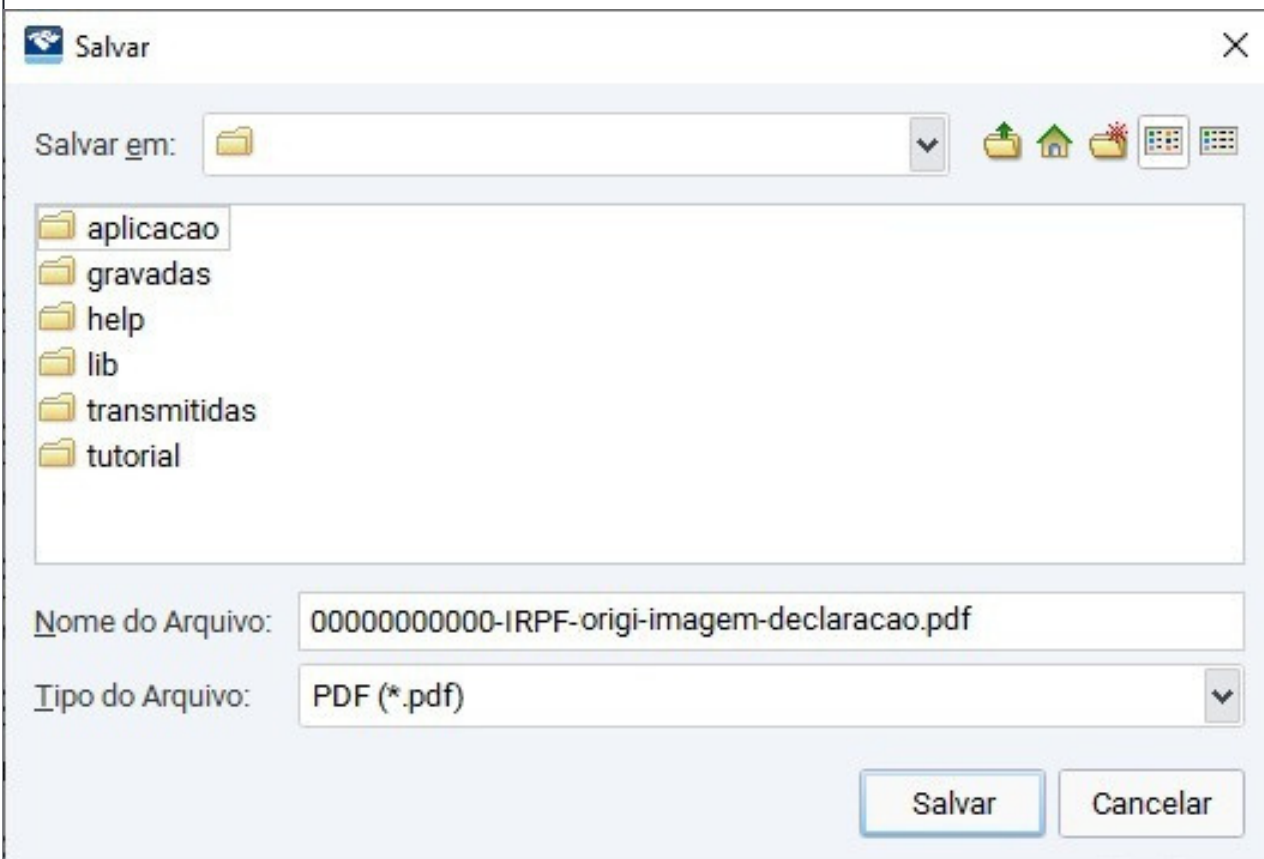 Salvar
Salvar em:
aplicacao
gravadas
help
lib
transmitidas
tutorial
Nome do Arquivo: 00000000000-IRPF-origi-imagem-declaracao.pdf
Tipo do Arquivo: PDF (*.pdf)
Salvar Cancelar